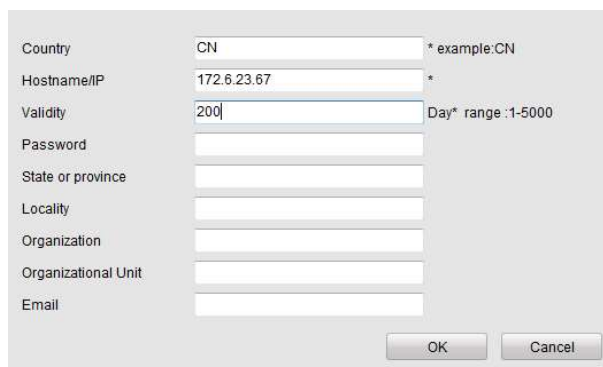 Country CN * example:CN
Hostname/IP 172.6.23.67 *
Validity 200 Day* range :1-5000
Password
State or province
Locality
Organization
Organizational Unit
Email
OK Cancel